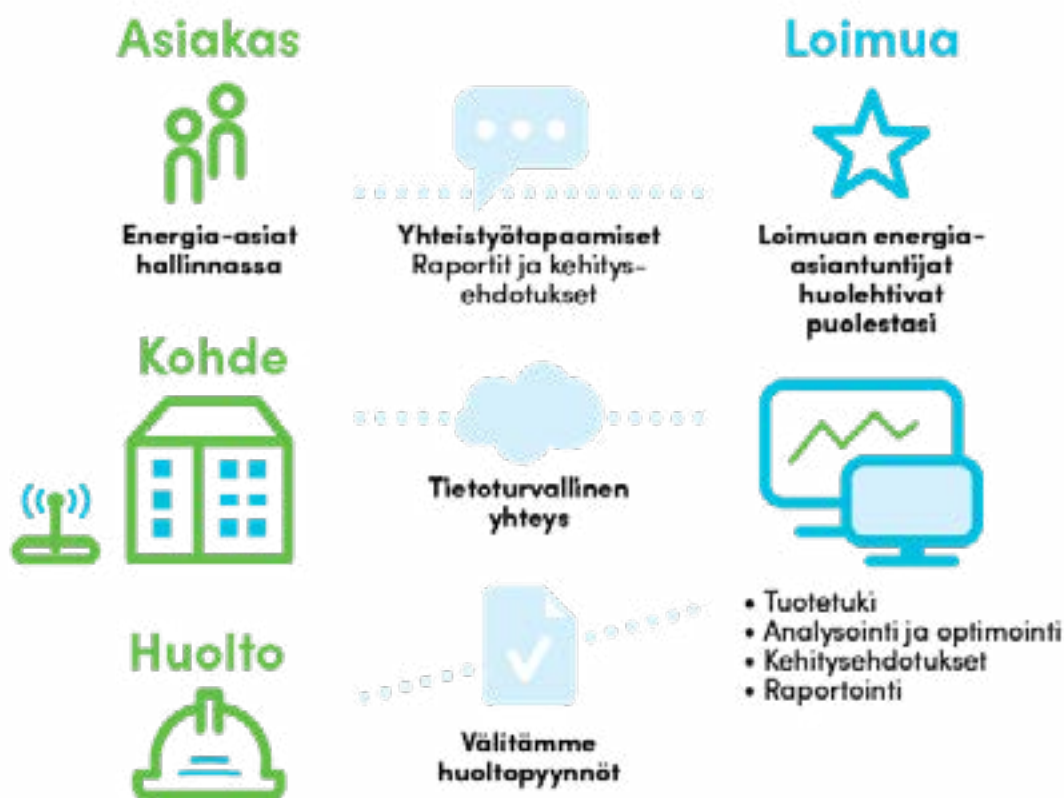 Asiakas
Loimua
Energia-asiat
hallinnassa
Yhteistyötapaamiset
Raportit ja kehitys-
ehdotukset
Loimuan energia-
asiantuntijat
huolehtivat
puolestasi
Kohde
Tietoturvallinen
yhteys
• Tuotetuki
• Analysointi ja optimointi
• Kehitysehdotukset
• Raportointi
Huolto
Välitämme
huoltopyynnöt